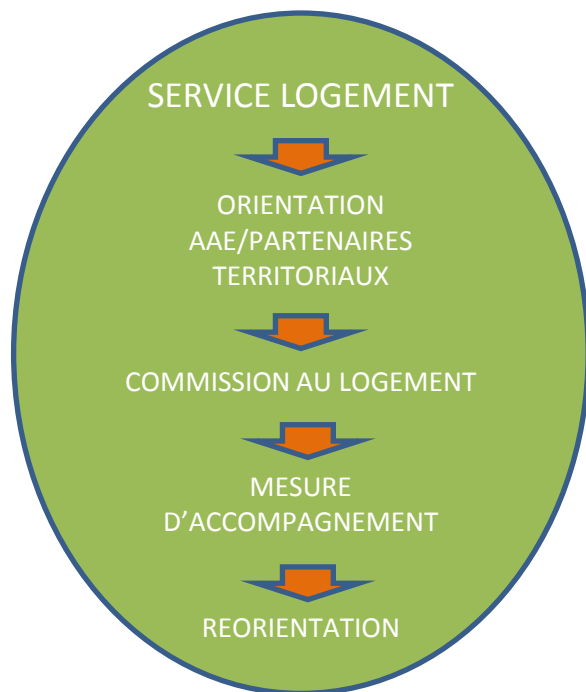 SERVICE LOGEMENT
ORIENTATION
AAE/PARTENAIRES
TERRITORIAUX
COMMISSION AU LOGEMENT
MESURE
D’ACCOMPAGNEMENT
REORIENTATION